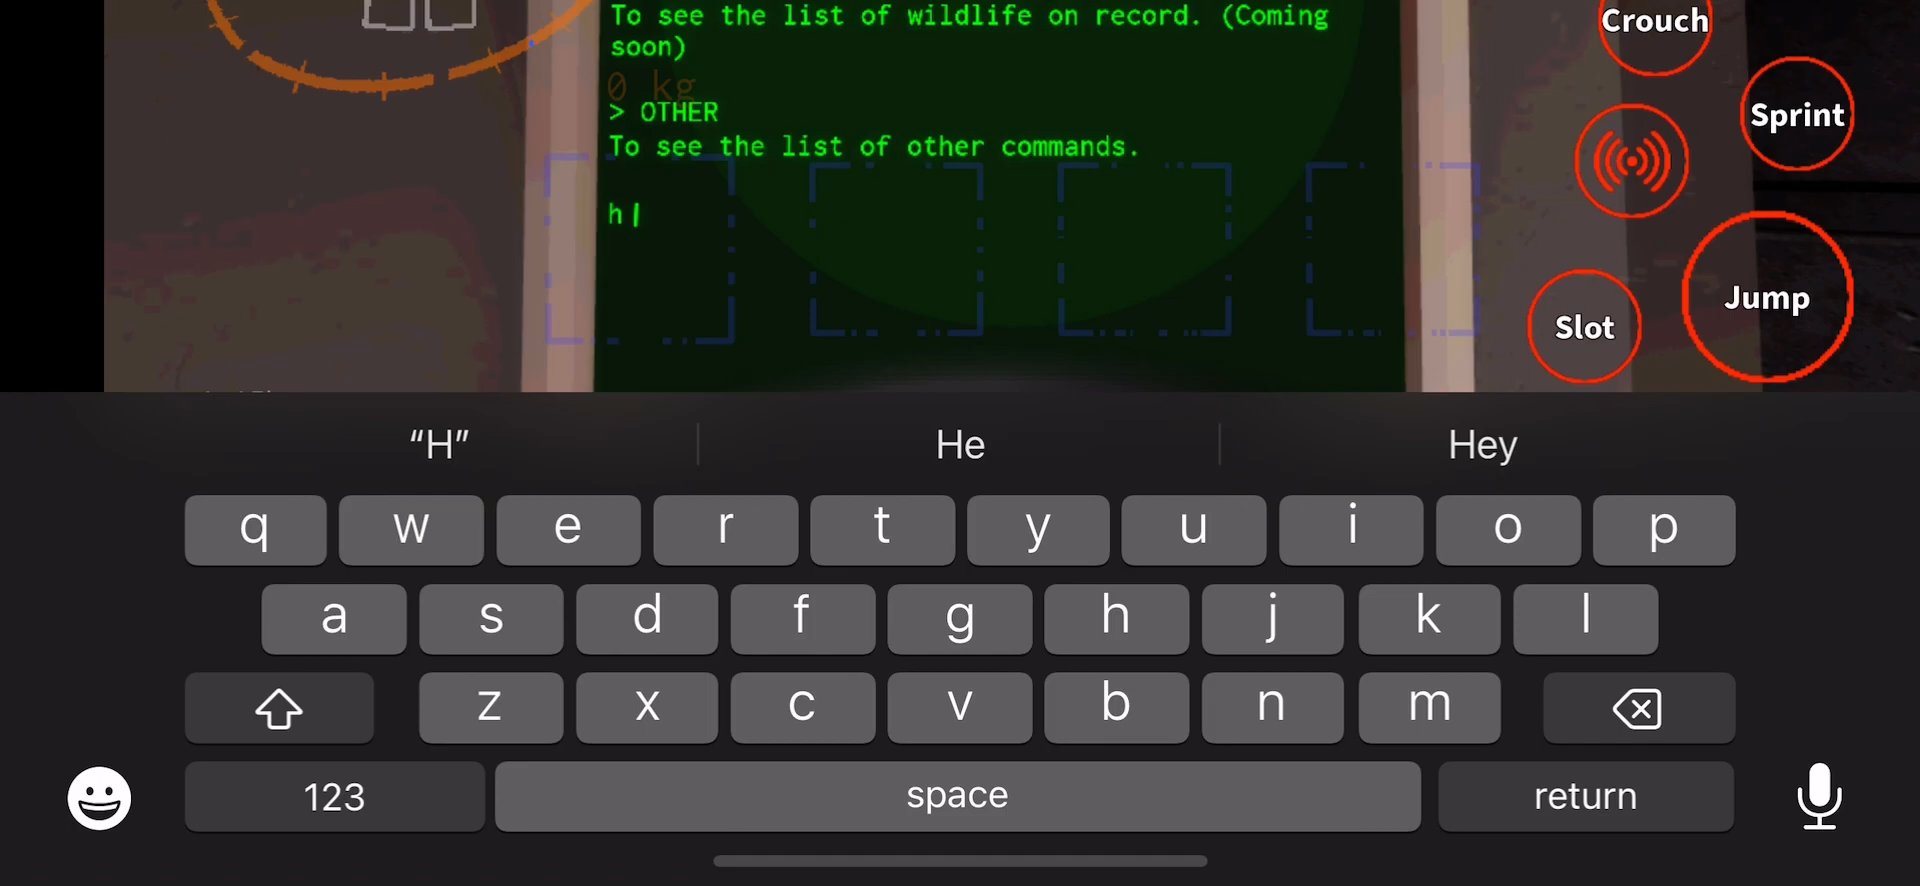 To see the list of wildlife on record. (Coming
soon)
0 kg
> OTHER
To see the list of other commands.
h
Crouch
Sprint
Jump
Slot
“H”
He
Hey
q w e r t y u i o p
a s d f g h j k l
z x c v b n m
123
space
return